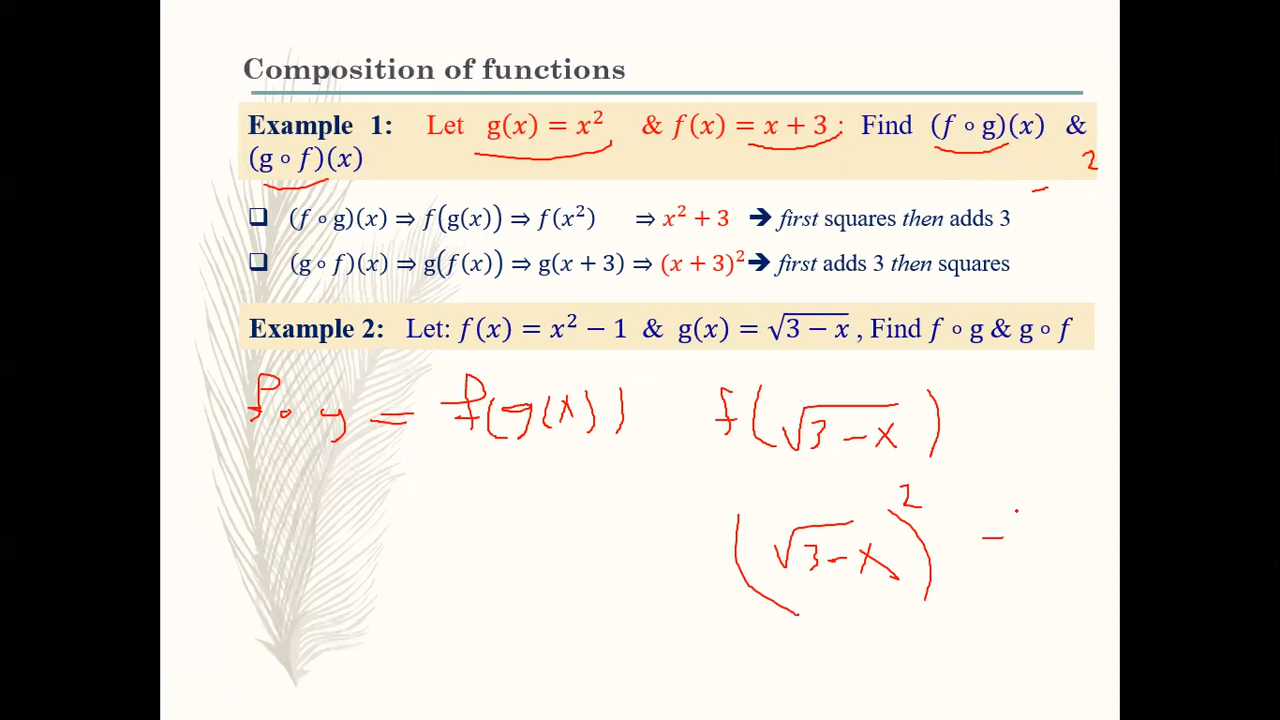 Composition of functions
Example 1: Let g(x) = x² & f(x) = x + 3 : Find (f ∘ g)(x) &
(g ∘ f)(x)
2
❑ (f ∘ g)(x) ⇒ f(g(x)) ⇒ f(x²) ⇒ x² + 3 ➔ first squares then adds 3
❑ (g ∘ f)(x) ⇒ g(f(x)) ⇒ g(x + 3) ⇒ (x + 3)² ➔ first adds 3 then squares
Example 2: Let: f(x) = x² − 1 & g(x) = √(3 − x) , Find f ∘ g & g ∘ f
f ∘ g = f(g(x)) f(√(3 − x))
(√(3 − x))² −